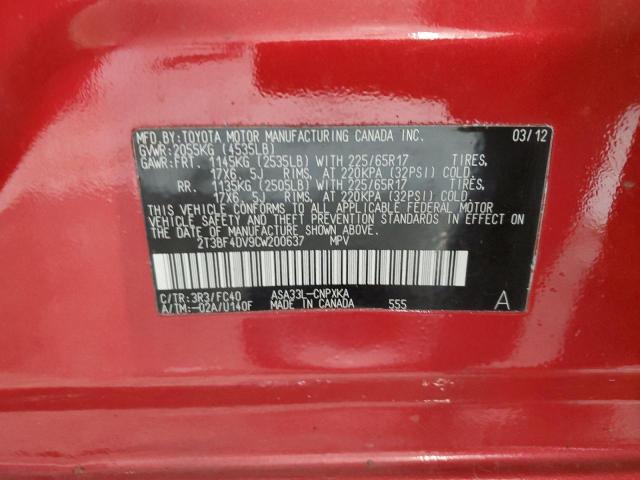 MFD.BY:TOYOTA MOTOR MANUFACTURING CANADA INC. 03/12
GVWR:2055KG (4535LB)
GAWR:FRT. 1145KG (2535LB) WITH 225/65R17 TIRES,
17X6.5J RIMS, AT 220KPA (32PSI) COLD.
RR. 1135KG (2505LB) WITH 225/65R17 TIRES,
17X6.5J RIMS, AT 220KPA (32PSI) COLD.
THIS VEHICLE CONFORMS TO ALL APPLICABLE FEDERAL MOTOR
VEHICLE SAFETY AND THEFT PREVENTION STANDARDS IN EFFECT ON
THE DATE OF MANUFACTURE SHOWN ABOVE.
2T3BF4DV9CW200637 MPV
C/TR:3R3/FC40 ASA33L-CNPXKA
A/TM:-02A/U140F MADE IN CANADA 555 A